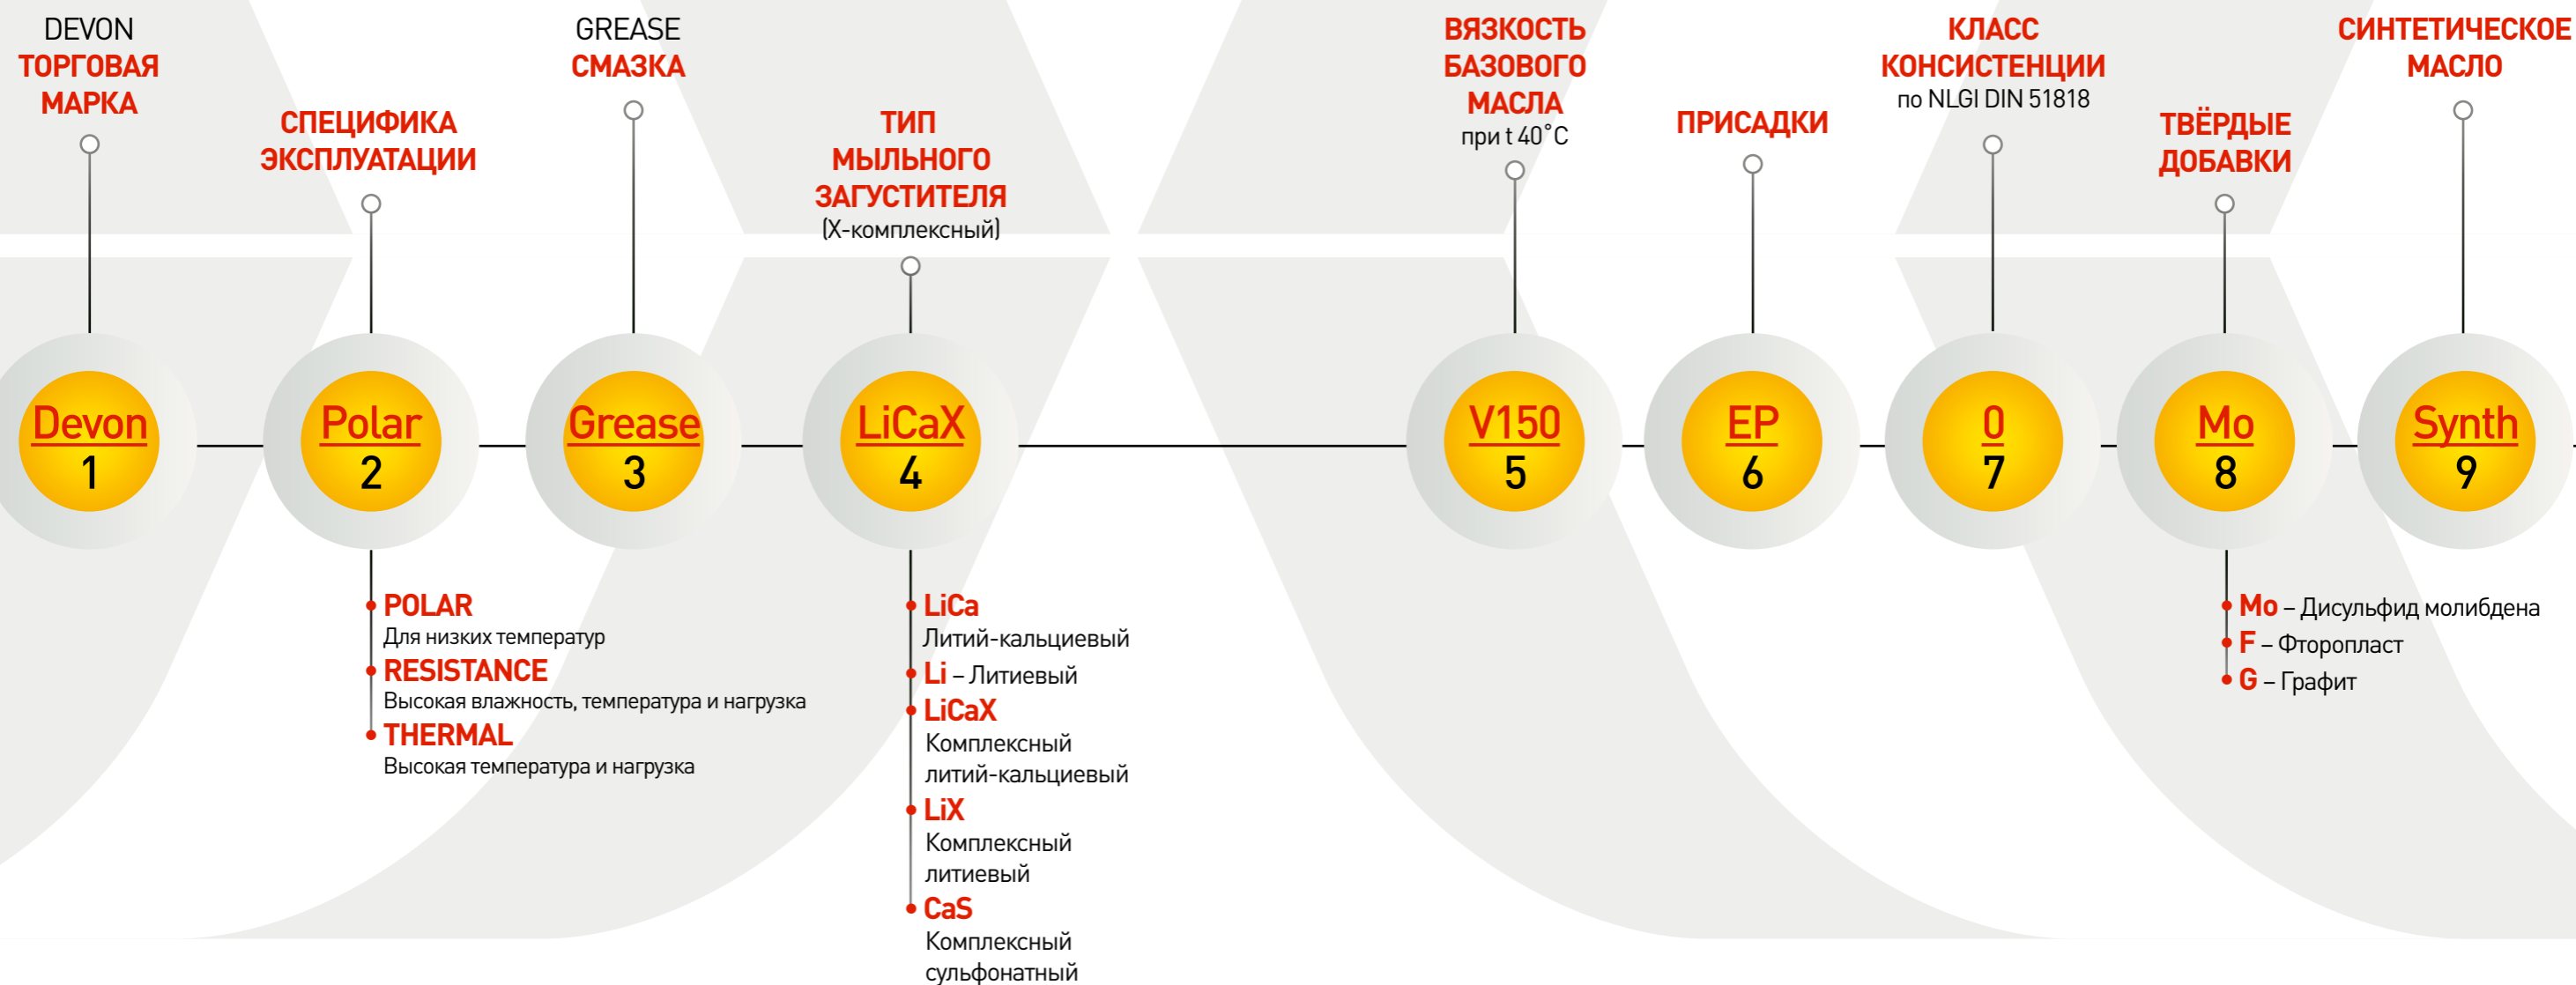 DEVON
ТОРГОВАЯ
МАРКА
СПЕЦИФИКА
ЭКСПЛУАТАЦИИ
GREASE
СМАЗКА
ТИП
МЫЛЬНОГО
ЗАГУСТИТЕЛЯ
(Х-комплексный)
ВЯЗКОСТЬ
БАЗОВОГО
МАСЛА
при t 40˚C
ПРИСАДКИ
КЛАСС
КОНСИСТЕНЦИИ
по NLGI DIN 51818
ТВЁРДЫЕ
ДОБАВКИ
СИНТЕТИЧЕСКОЕ
МАСЛО
Devon
1
Polar
2
Grease
3
LiCaX
4
V150
5
EP
6
0
7
Mo
8
Synth
9
POLAR
Для низких температур
RESISTANCE
Высокая влажность, температура и нагрузка
THERMAL
Высокая температура и нагрузка
LiCa
Литий-кальциевый
Li – Литиевый
LiCaX
Комплексный
литий-кальциевый
LiX
Комплексный
литиевый
CaS
Комплексный
сульфонатный
Mo – Дисульфид молибдена
F – Фторопласт
G – Графит